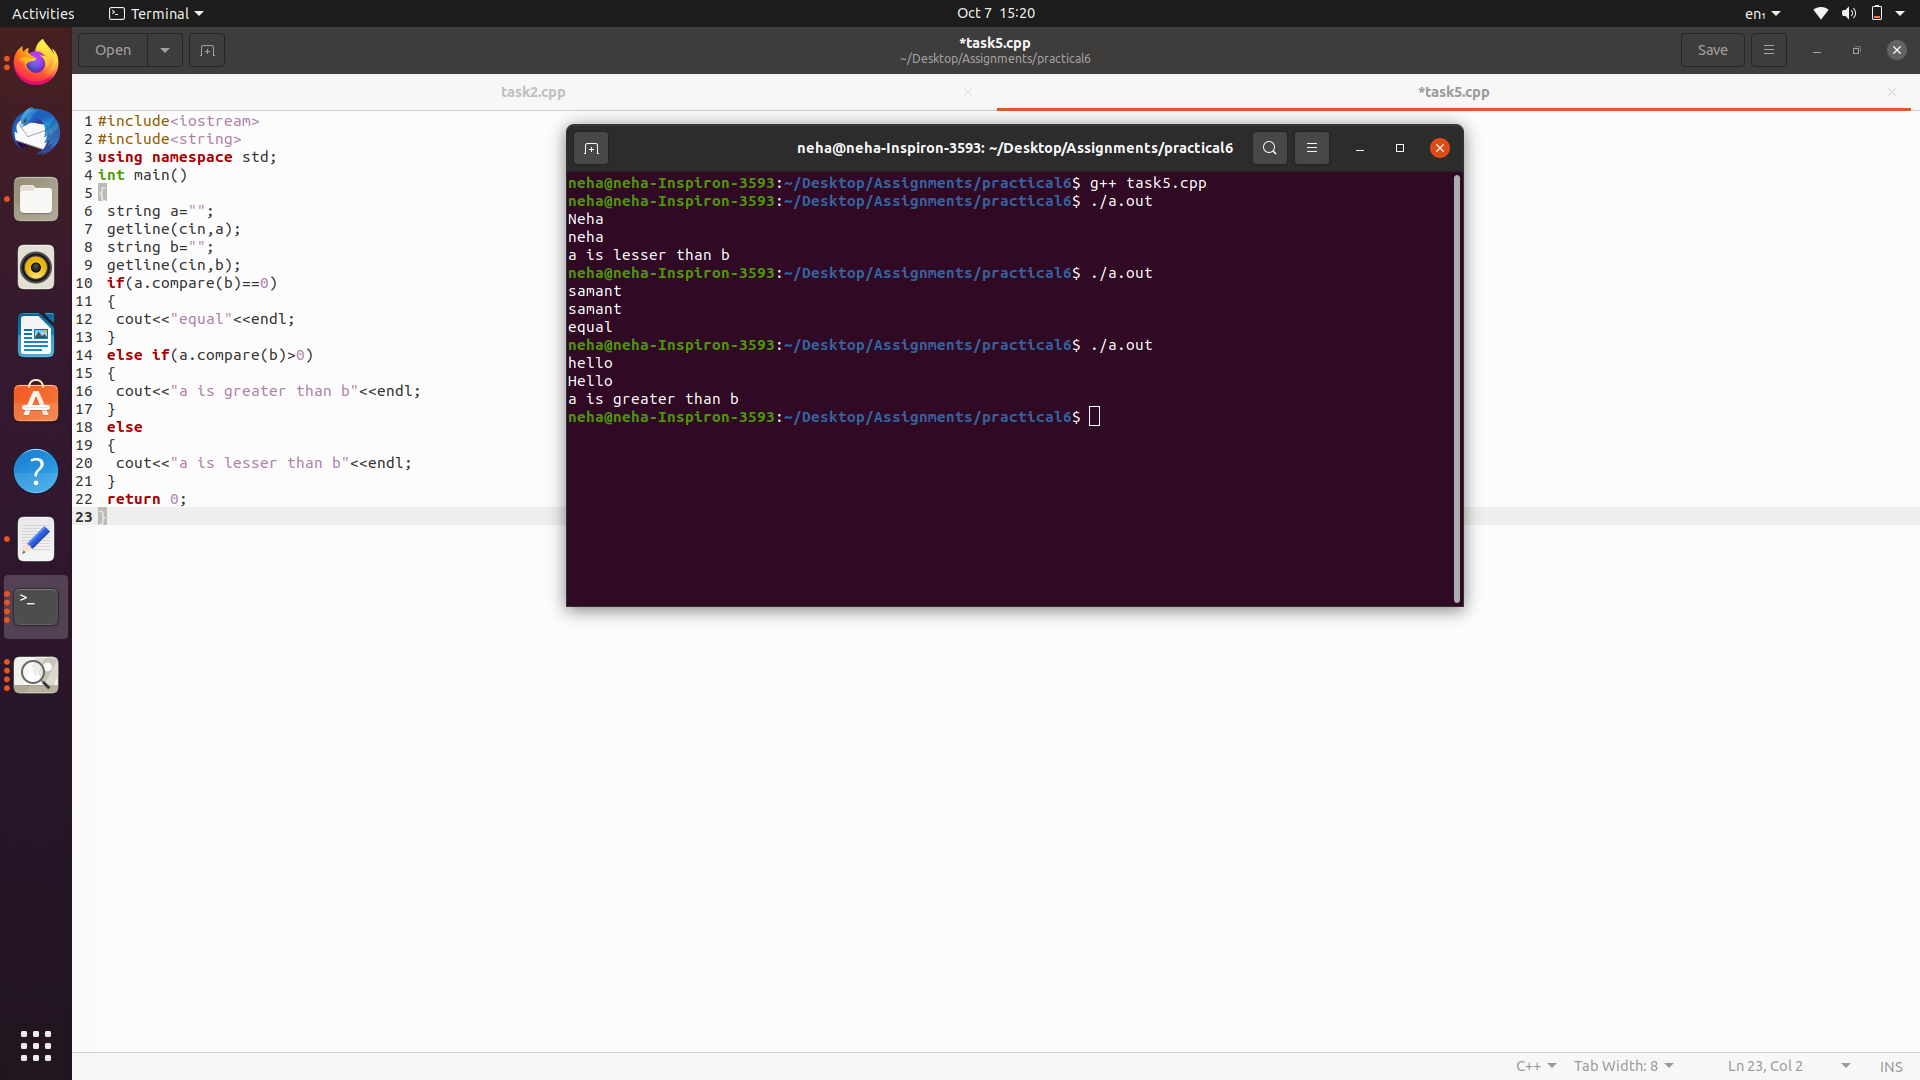 Activities
Terminal
Oct 7 15:20
en₁
Open
*task5.cpp
~/Desktop/Assignments/practical6
Save
task2.cpp
*task5.cpp
1 #include<iostream>
2 #include<string>
3 using namespace std;
4 int main()
5 {
6 string a="";
7 getline(cin,a);
8 string b="";
9 getline(cin,b);
10 if(a.compare(b)==0)
11 {
12 cout<<"equal"<<endl;
13 }
14 else if(a.compare(b)>0)
15 {
16 cout<<"a is greater than b"<<endl;
17 }
18 else
19 {
20 cout<<"a is lesser than b"<<endl;
21 }
22 return 0;
23 }
neha@neha-Inspiron-3593: ~/Desktop/Assignments/practical6
neha@neha-Inspiron-3593:~/Desktop/Assignments/practical6$ g++ task5.cpp
neha@neha-Inspiron-3593:~/Desktop/Assignments/practical6$ ./a.out
Neha
neha
a is lesser than b
neha@neha-Inspiron-3593:~/Desktop/Assignments/practical6$ ./a.out
samant
samant
equal
neha@neha-Inspiron-3593:~/Desktop/Assignments/practical6$ ./a.out
hello
Hello
a is greater than b
neha@neha-Inspiron-3593:~/Desktop/Assignments/practical6$
C++
Tab Width: 8
Ln 23, Col 2
INS